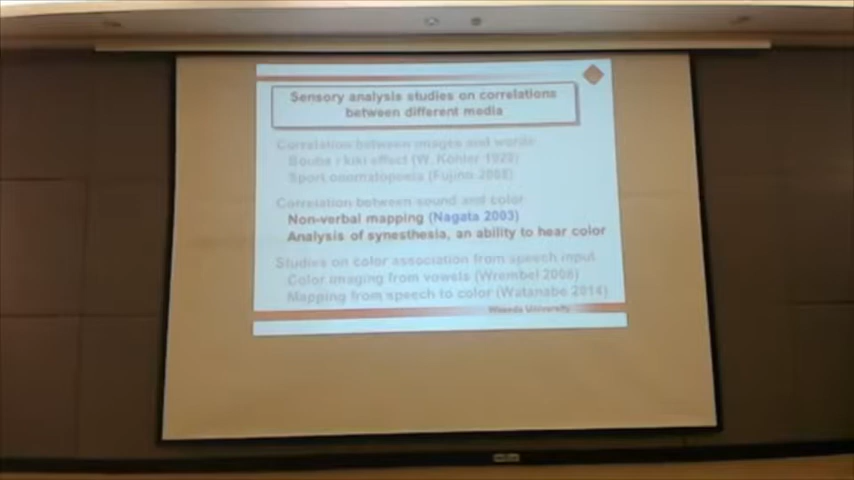 Sensory analysis studies on correlations
between different media
Correlation between images and words
Bouba / kiki effect (W. Kohler 1929)
Sport onomatopoeia (Fujino 2008)
Correlation between sound and color
Non-verbal mapping (Nagata 2003)
Analysis of synesthesia, an ability to hear color
Studies on color association from speech input
Color imaging from vowels (Wrembel 2006)
Mapping from speech to color (Watanabe 2014)
University